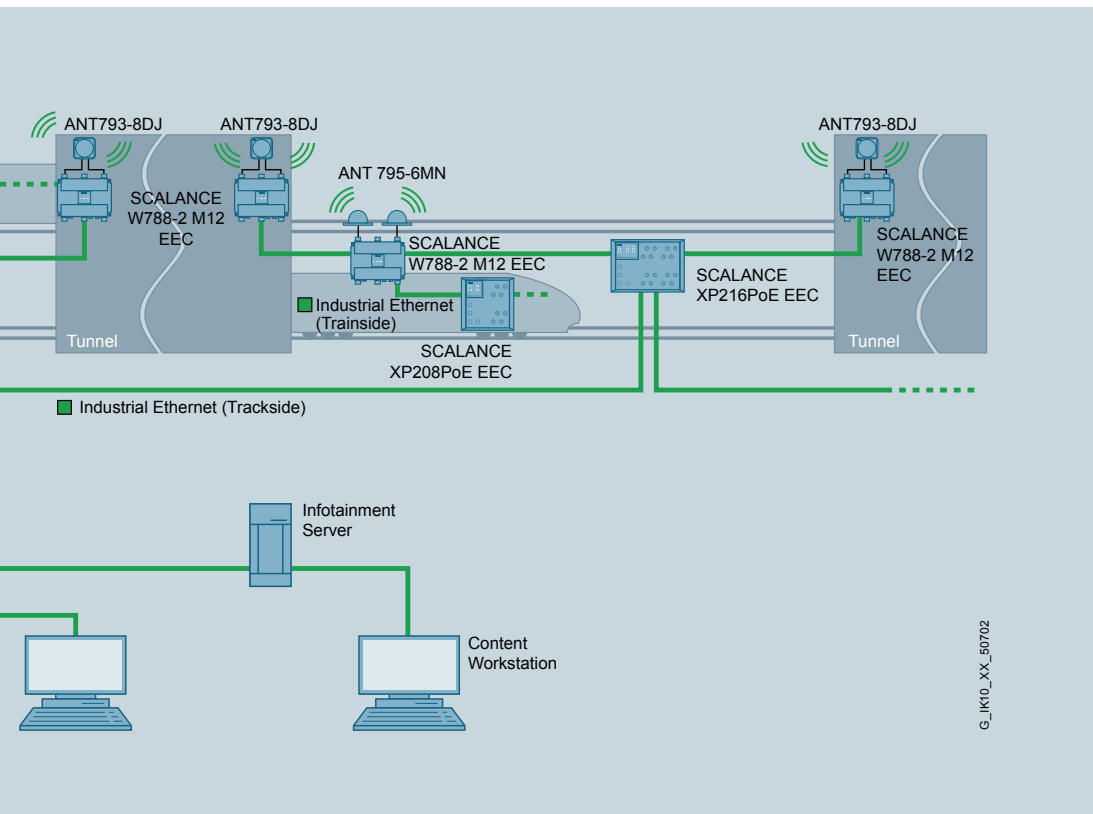 ANT793-8DJ
ANT793-8DJ
ANT793-8DJ
ANT 795-6MN
SCALANCE
W788-2 M12
EEC
SCALANCE
W788-2 M12 EEC
SCALANCE
XP216PoE EEC
SCALANCE
W788-2 M12
EEC
Industrial Ethernet
(Trainside)
Tunnel
SCALANCE
XP208PoE EEC
Tunnel
Industrial Ethernet (Trackside)
Infotainment
Server
Content
Workstation
G_IK10_XX_50702